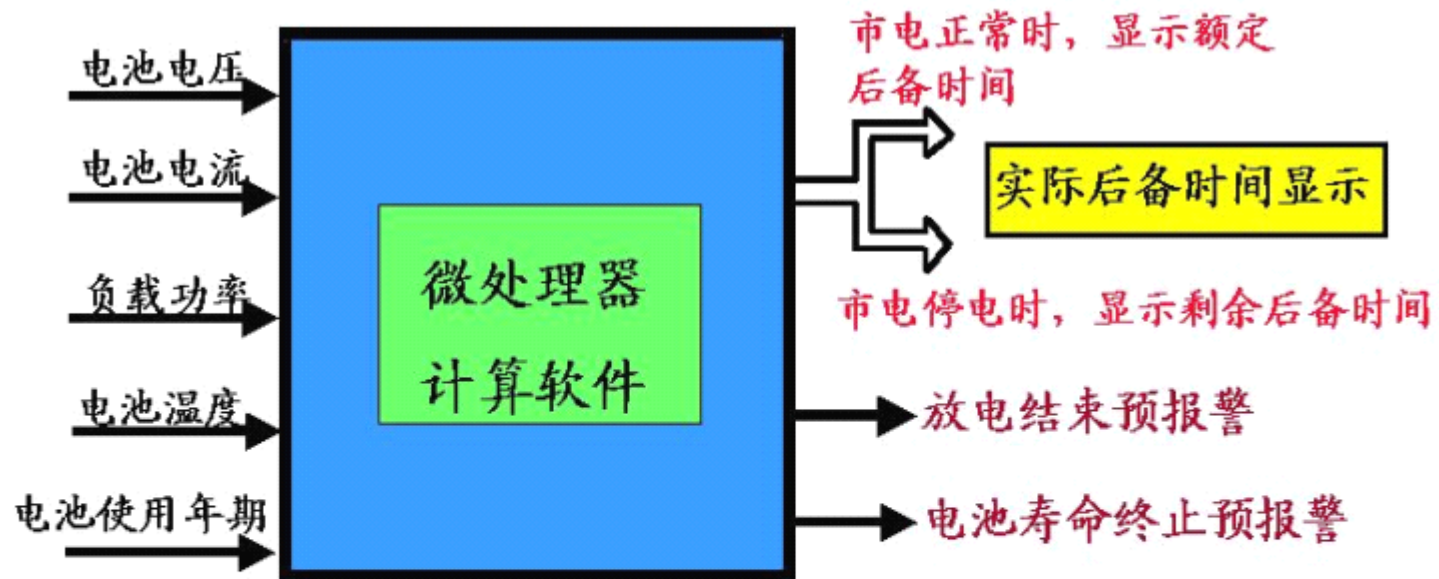 电池电压
电池电流
负载功率
电池温度
电池使用年期
微处理器
计算软件
市电正常时，显示额定
后备时间
实际后备时间显示
市电停电时，显示剩余后备时间
放电结束预报警
电池寿命终止预报警